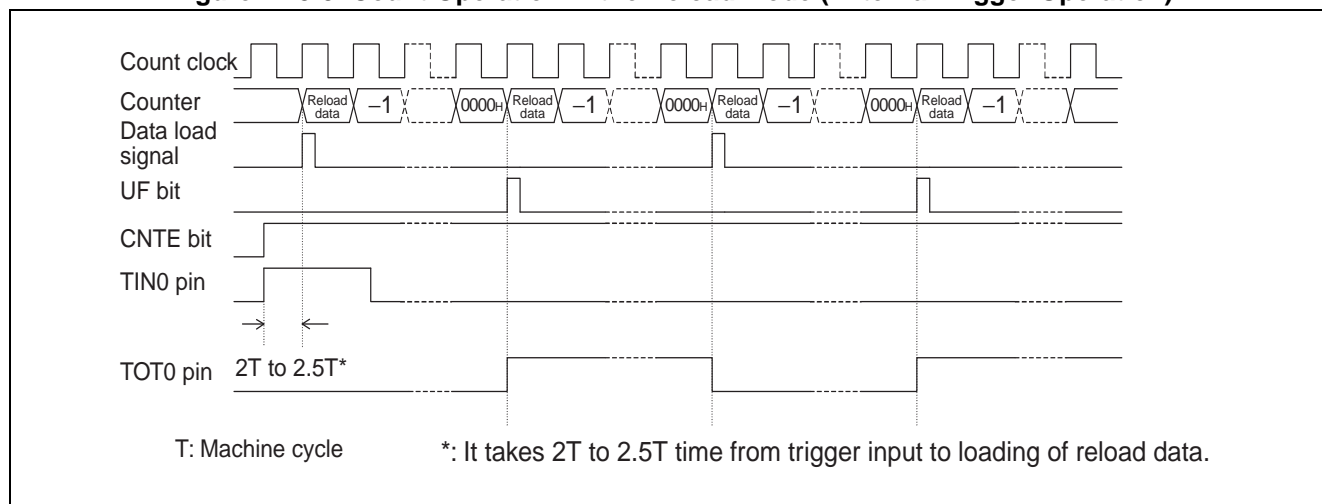 Count clock
Counter Reload data –1 0000H Reload data –1 0000H Reload data –1 0000H Reload data –1
Data load signal
UF bit
CNTE bit
TIN0 pin
TOT0 pin 2T to 2.5T*
T: Machine cycle *: It takes 2T to 2.5T time from trigger input to loading of reload data.